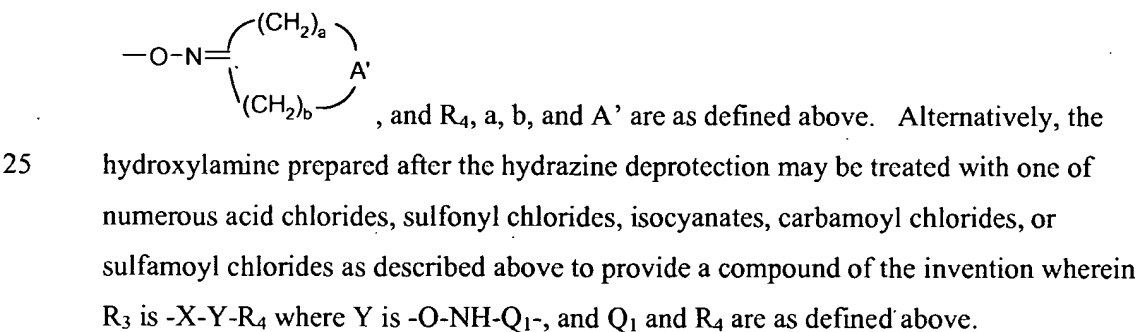 (CH2)a
—O-N= A'
(CH2)b , and R4, a, b, and A' are as defined above. Alternatively, the
25 hydroxylamine prepared after the hydrazine deprotection may be treated with one of
numerous acid chlorides, sulfonyl chlorides, isocyanates, carbamoyl chlorides, or
sulfamoyl chlorides as described above to provide a compound of the invention wherein
R3 is -X-Y-R4 where Y is -O-NH-Q1-, and Q1 and R4 are as defined above.